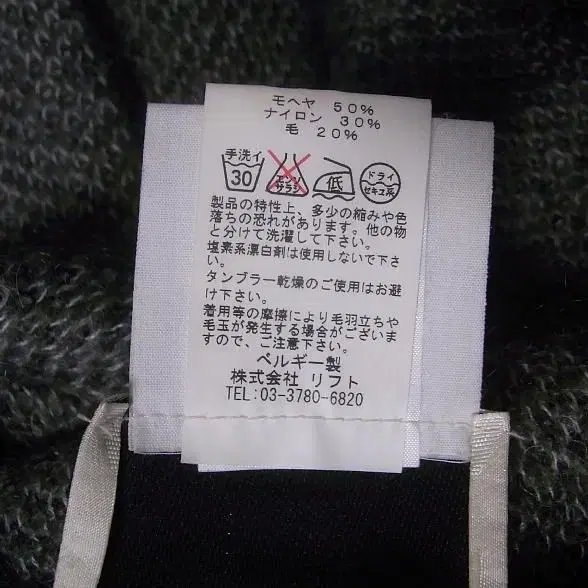 モヘヤ 50%
ナイロン 30%
毛 20%
手洗イ
30
エンソ
サラシ
低
ドライ
セキユ系
製品の特性上、多少の縮みや色
落ちの恐れがあります。他の物
と分けて洗濯して下さい。
塩素系漂白剤は使用しないで下さ
い。
タンブラー乾燥のご使用はお避
け下さい。
着用等の摩擦により毛羽立ちや
毛玉が発生する場合がございま
すので、ご注意下さい。
ベルギー製
株式会社 リフト
TEL:03-3780-6820